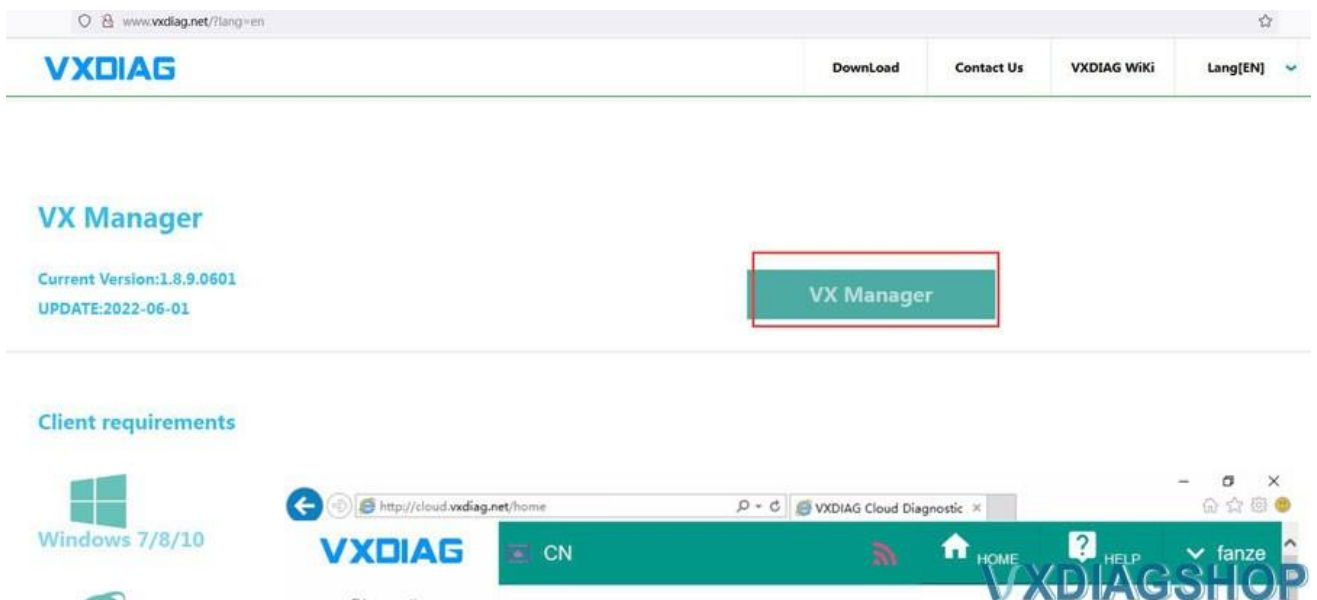 www.vxdiag.net/?lang=en
VXDIAG
DownLoad
Contact Us
VXDIAG WiKi
Lang[EN]
VX Manager
Current Version:1.8.9.0601
UPDATE:2022-06-01
VX Manager
Client requirements
Windows 7/8/10
http://cloud.vxdiag.net/home
VXDIAG Cloud Diagnostic
VXDIAG
CN
HOME
HELP
fanze
VXDIAGSHOP